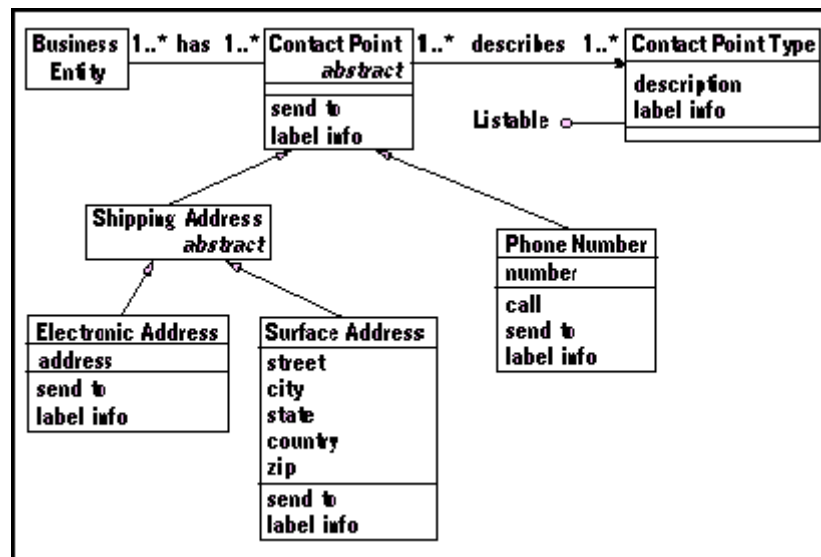 Business
Entity
1..* has 1..*
Contact Point
abstract
send to
label info
1..* describes 1..*
Contact Point Type
description
label info
Listable
Shipping Address
abstract
Phone Number
number
call
send to
label info
Electronic Address
address
send to
label info
Surface Address
street
city
state
country
zip
send to
label info